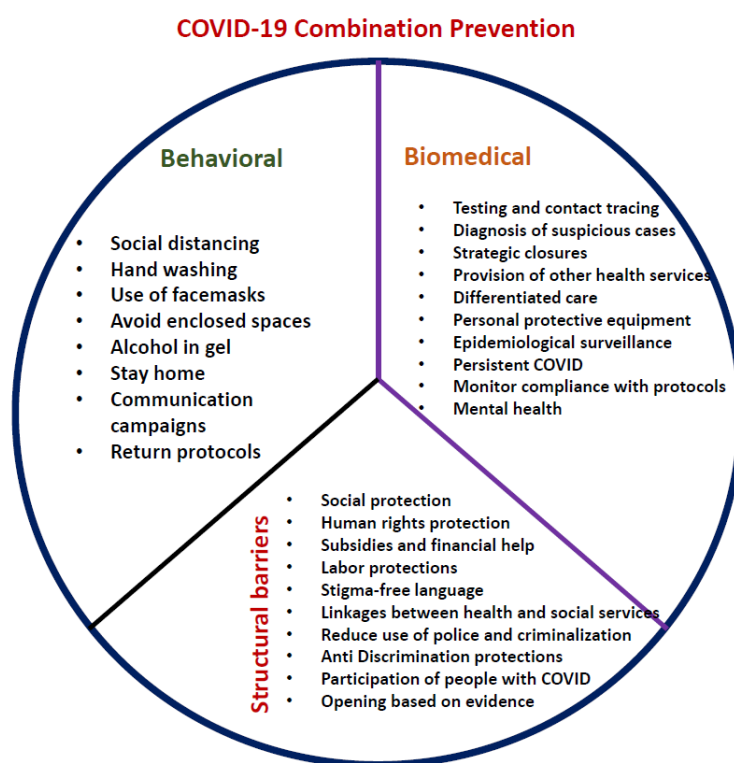 COVID-19 Combination Prevention
Behavioral
• Social distancing
• Hand washing
• Use of facemasks
• Avoid enclosed spaces
• Alcohol in gel
• Stay home
• Communication
campaigns
• Return protocols
Biomedical
• Testing and contact tracing
• Diagnosis of suspicious cases
• Strategic closures
• Provision of other health services
• Differentiated care
• Personal protective equipment
• Epidemiological surveillance
• Persistent COVID
• Monitor compliance with protocols
• Mental health
Structural barriers
• Social protection
• Human rights protection
• Subsidies and financial help
• Labor protections
• Stigma-free language
• Linkages between health and social services
• Reduce use of police and criminalization
• Anti Discrimination protections
• Participation of people with COVID
• Opening based on evidence